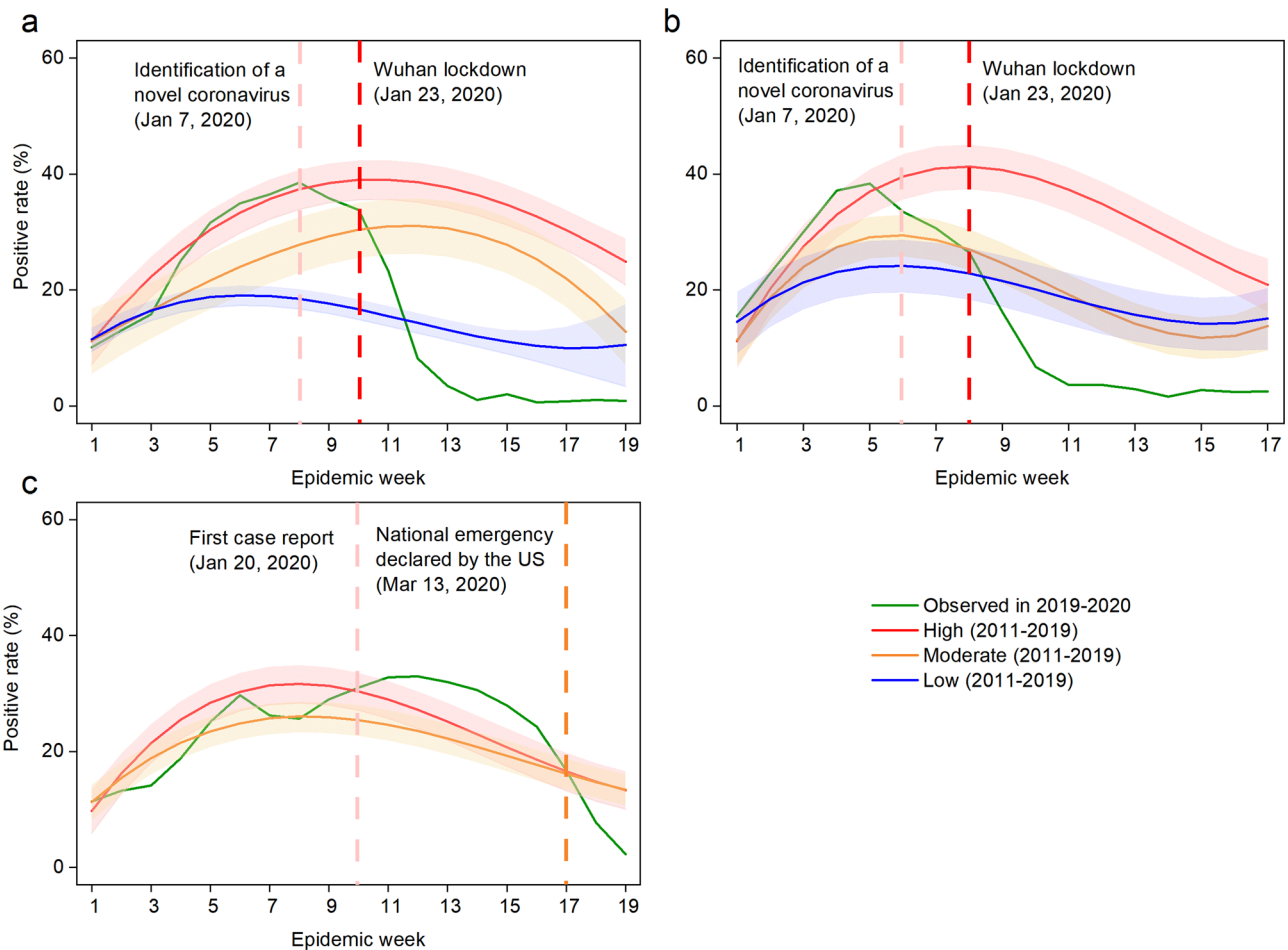 a
60
40
20
0
Positive rate (%)
Identification of a
novel coronavirus
(Jan 7, 2020)
Wuhan lockdown
(Jan 23, 2020)
1 3 5 7 9 11 13 15 17 19
Epidemic week
b
60
40
20
0
Positive rate (%)
Identification of a
novel coronavirus
(Jan 7, 2020)
Wuhan lockdown
(Jan 23, 2020)
1 3 5 7 9 11 13 15 17
Epidemic week
c
60
40
20
0
Positive rate (%)
First case report
(Jan 20, 2020)
National emergency
declared by the US
(Mar 13, 2020)
1 3 5 7 9 11 13 15 17 19
Epidemic week
Observed in 2019-2020
High (2011-2019)
Moderate (2011-2019)
Low (2011-2019)